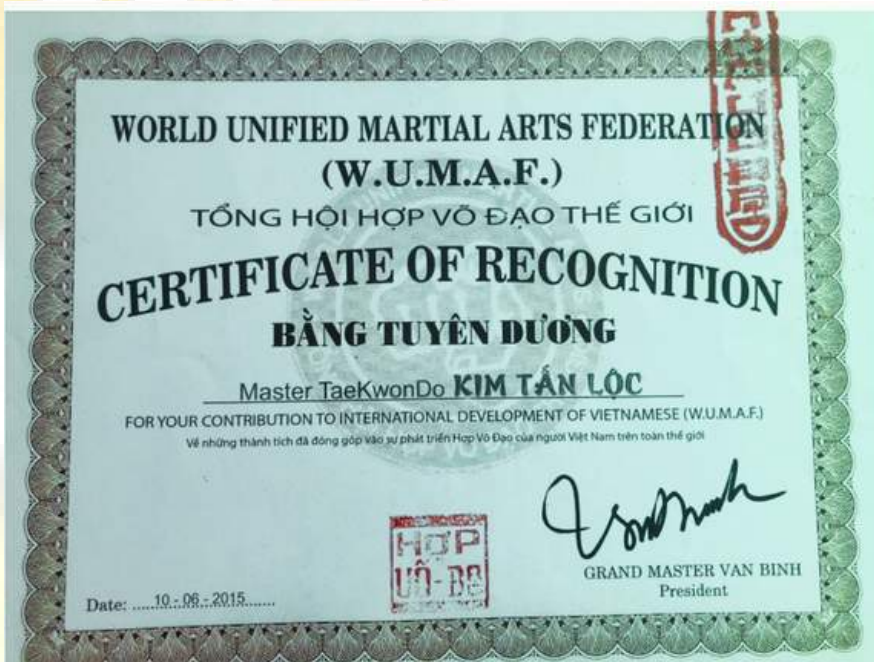 WORLD UNIFIED MARTIAL ARTS FEDERATION
(W.U.M.A.F.)
TỔNG HỘI HỢP VÕ ĐẠO THẾ GIỚI
CERTIFICATE OF RECOGNITION
BẰNG TUYÊN DƯƠNG
Master TaeKwonDo KIM TẤN LỘC
FOR YOUR CONTRIBUTION TO INTERNATIONAL DEVELOPMENT OF VIETNAMESE (W.U.M.A.F.)
Về những thành tích đã đóng góp vào sự phát triển Hợp Võ Đạo của người Việt Nam trên toàn thế giới
HỢP
VÕ-ĐẠ
GRAND MASTER VAN BINH
President
Date: ....10 - 06 - 2015......